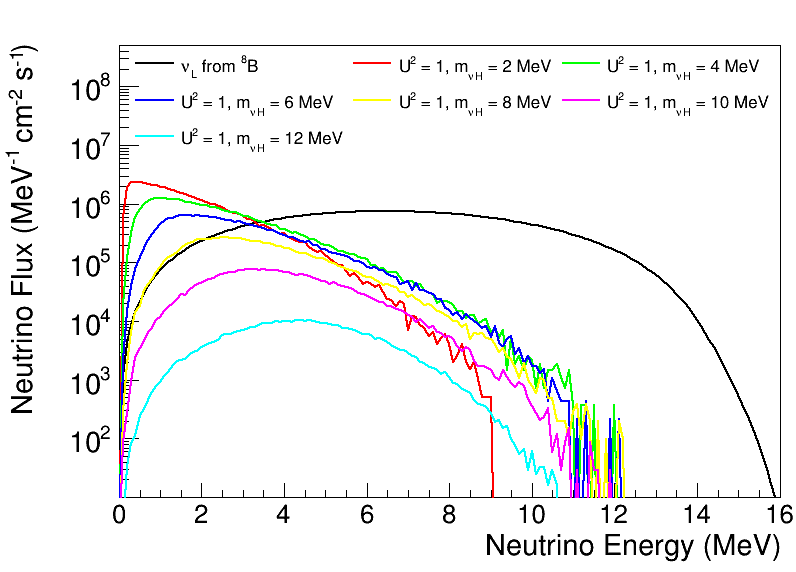 Neutrino Flux (MeV⁻¹ cm⁻² s⁻¹)
ν_L from ⁸B
U² = 1, m_νH = 2 MeV
U² = 1, m_νH = 4 MeV
U² = 1, m_νH = 6 MeV
U² = 1, m_νH = 8 MeV
U² = 1, m_νH = 10 MeV
U² = 1, m_νH = 12 MeV
10⁸
10⁷
10⁶
10⁵
10⁴
10³
10²
0 2 4 6 8 10 12 14 16
Neutrino Energy (MeV)